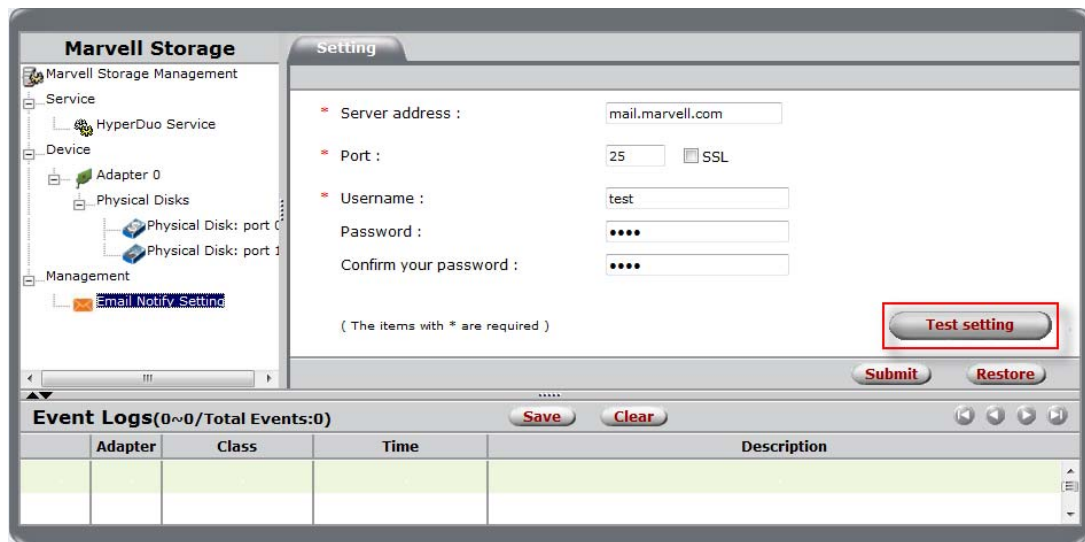 Marvell Storage
Marvell Storage Management
Service
HyperDuo Service
Device
Adapter 0
Physical Disks
Physical Disk: port 0
Physical Disk: port 1
Management
Email Notify Setting
Setting
* Server address : mail.marvell.com
* Port : 25 SSL
* Username : test
Password : ••••
Confirm your password : ••••
( The items with * are required )
Test setting
Submit Restore
Event Logs(0~0/Total Events:0) Save Clear
Adapter Class Time Description